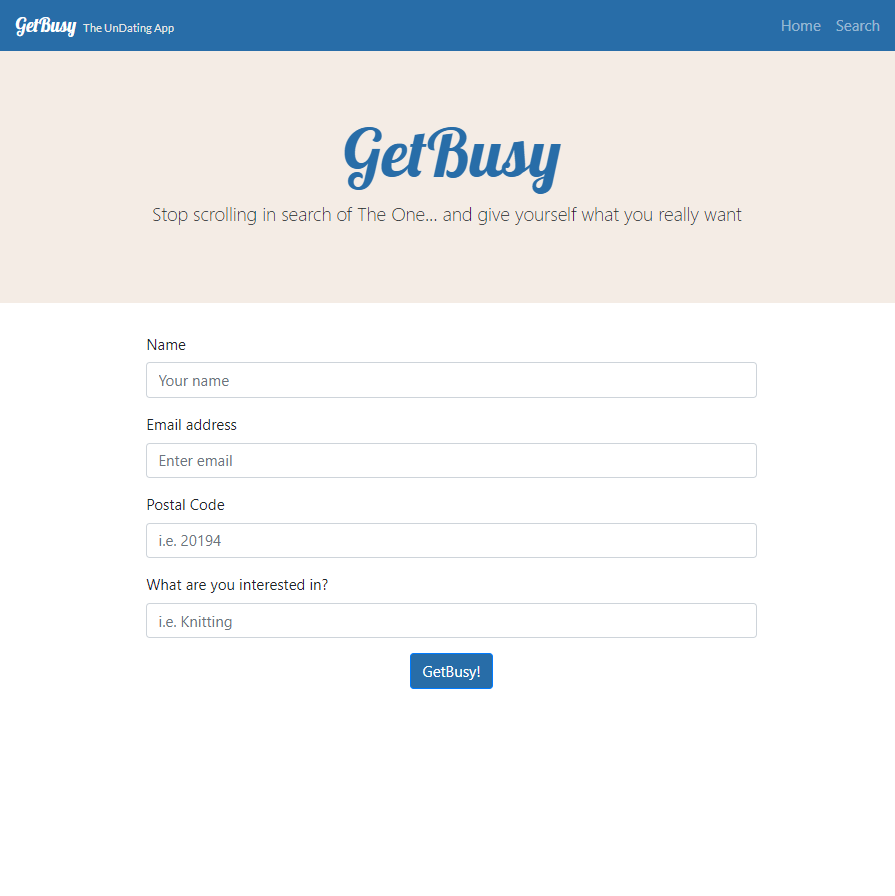 GetBusy The UnDating App
Home Search
GetBusy
Stop scrolling in search of The One... and give yourself what you really want
Name
Your name
Email address
Enter email
Postal Code
i.e. 20194
What are you interested in?
i.e. Knitting
GetBusy!